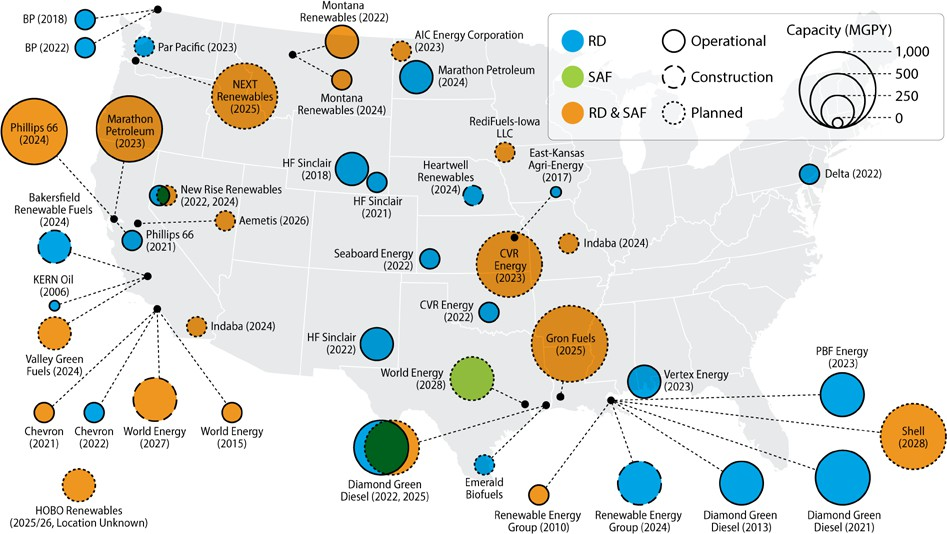 BP (2018)
BP (2022)
Par Pacific (2023)
NEXT
Renewables
(2025)
Montana
Renewables (2022)
Montana
Renewables (2024)
AIC Energy Corporation
(2023)
Marathon Petroleum
(2024)
RD
SAF
RD & SAF
Operational
Construction
Planned
Capacity (MGPY)
1,000
500
250
0
Phillips 66
(2024)
Marathon
Petroleum
(2023)
RediFuels-Iowa
LLC
East-Kansas
Agri-Energy
(2017)
Delta (2022)
HF Sinclair
(2018)
HF Sinclair
(2021)
Heartwell
Renewables
(2024)
New Rise Renewables
(2022, 2024)
Bakersfield
Renewable Fuels
(2024)
Aemetis (2026)
Phillips 66
(2021)
Seaboard Energy
(2022)
CVR
Energy
(2023)
Indaba (2024)
KERN Oil
(2006)
CVR Energy
(2022)
Indaba (2024)
Valley Green
Fuels (2024)
HF Sinclair
(2022)
Gron Fuels
(2025)
World Energy
(2028)
Vertex Energy
(2023)
PBF Energy
(2023)
Chevron
(2021)
Chevron
(2022)
World Energy
(2027)
World Energy
(2015)
Shell
(2028)
Diamond Green
Diesel (2022, 2025)
Emerald
Biofuels
HOBO Renewables
(2025/26, Location Unknown)
Renewable Energy
Group (2010)
Renewable Energy
Group (2024)
Diamond Green
Diesel (2013)
Diamond Green
Diesel (2021)